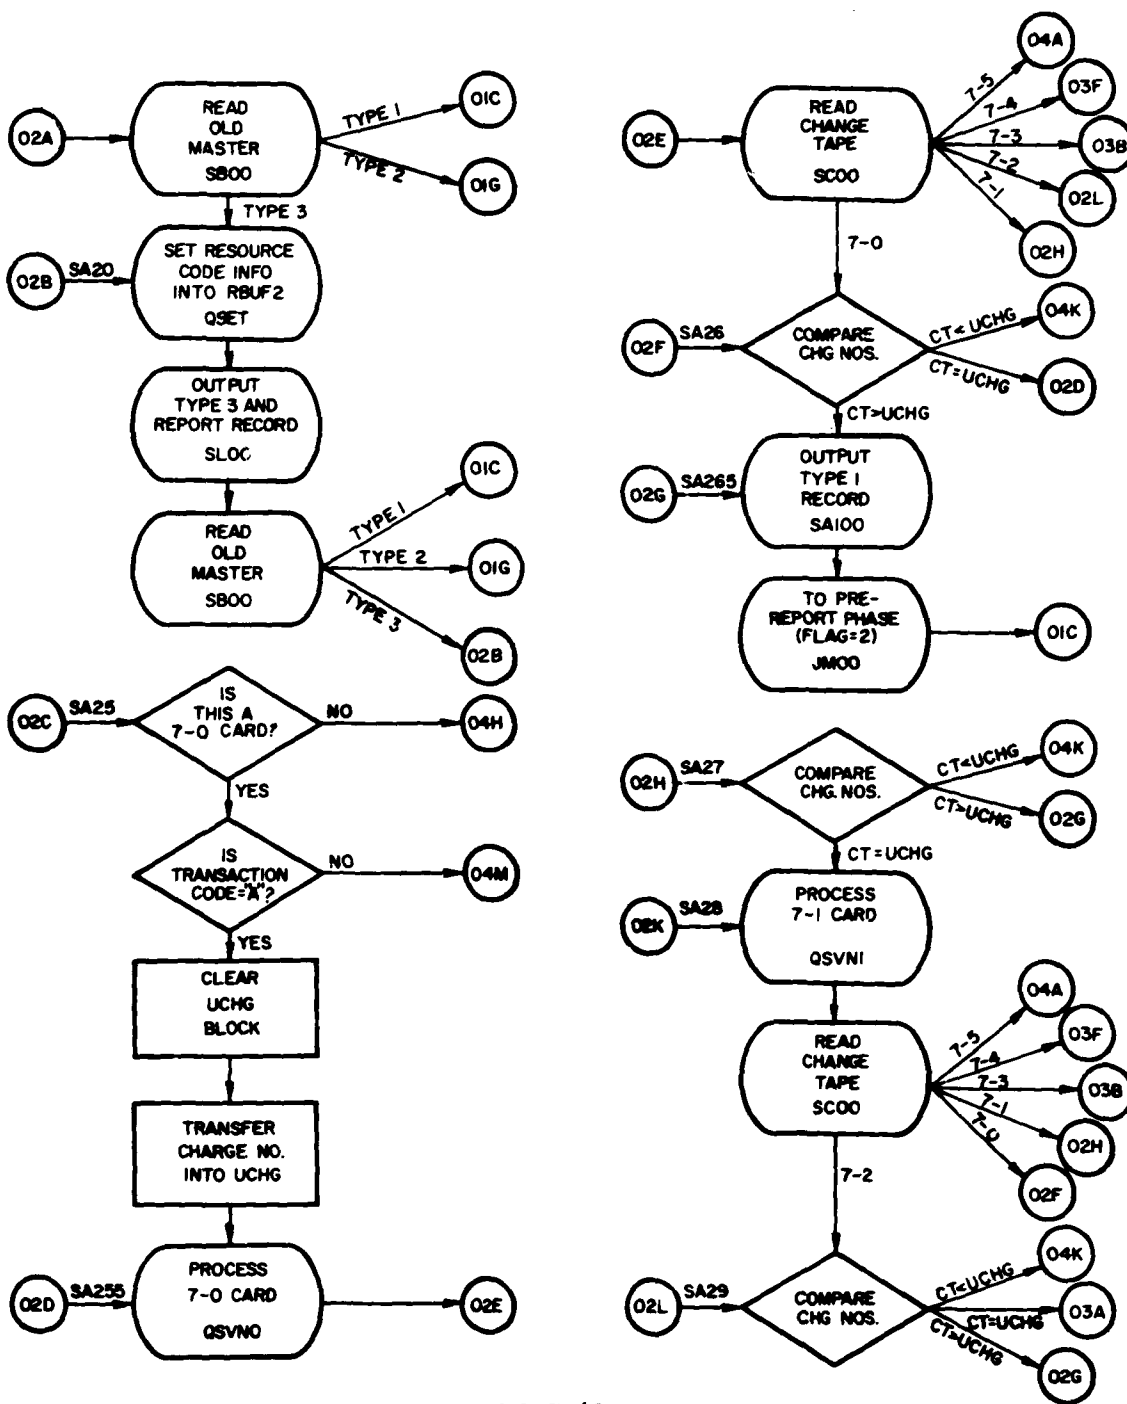 02A
READ
OLD
MASTER
SB00
TYPE 1
01C
TYPE 2
01G
TYPE 3
02B
SA20
SET RESOURCE
CODE INFO
INTO RBUF2
QSET
OUTPUT
TYPE 3 AND
REPORT RECORD
SL00
READ
OLD
MASTER
SB00
TYPE 1
01C
TYPE 2
01G
TYPE 3
02B
02C
SA25
IS
THIS A
7-0 CARD?
NO
04H
YES
IS
TRANSACTION
CODE="A"?
NO
04M
YES
CLEAR
UCHG
BLOCK
TRANSFER
CHARGE NO.
INTO UCHG
02D
SA255
PROCESS
7-0 CARD
QSVN0
02E
02E
READ
CHANGE
TAPE
SC00
7-5
04A
7-4
03F
7-3
03B
7-2
02L
7-1
02H
7-0
02F
SA26
COMPARE
CHG NOS.
CT<UCHG
04K
CT=UCHG
02D
CT>UCHG
02G
SA265
OUTPUT
TYPE 1
RECORD
SA100
TO PRE-
REPORT PHASE
(FLAG=2)
JM00
01C
02H
SA27
COMPARE
CHG. NOS.
CT<UCHG
04K
CT>UCHG
02G
CT=UCHG
02K
SA28
PROCESS
7-1 CARD
QSVN1
READ
CHANGE
TAPE
SC00
7-5
04A
7-4
03F
7-3
03B
7-1
02H
7-0
02F
7-2
02L
SA29
COMPARE
CHG NOS.
CT<UCHG
04K
CT=UCHG
03A
CT>UCHG
02G